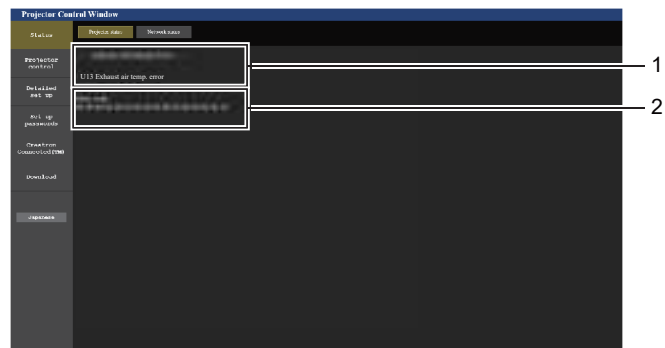 Projector Control Window
Status
Projector status
Network status
Projector
control
U13 Exhaust air temp. error
1
Detailed
set up
2
Set up
passwords
Crestron
Connected(TM)
Download
Japanese